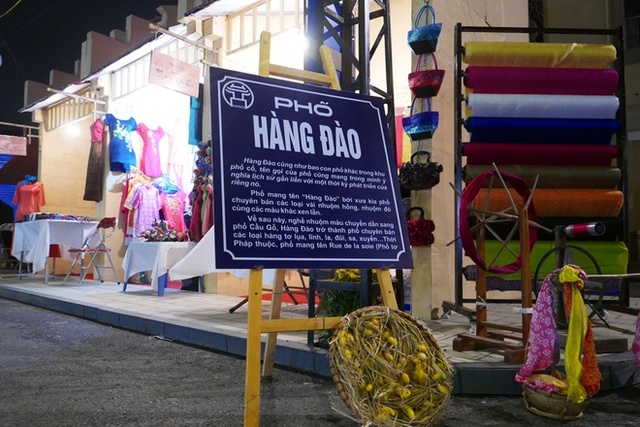 PHỐ
HÀNG ĐÀO
Hàng Đào cũng như bao con phố khác trong khu
phố cổ, tên gọi của phố cũng mang trong mình ý
nghĩa lịch sử gắn liền với một thời kỳ phát triển của
riêng nó.
Phố mang tên "Hàng Đào" bởi xưa kia phố
chuyên bán các loại vải nhuộm hồng, nhuộm đỏ
cùng các màu khác xen lẫn.
Về sau này, nghề nhuộm màu chuyển dần sang
phố Cầu Gỗ, Hàng Đào trở thành phố chuyên bán
các loại hàng tơ lụa, lĩnh, la, đũi, sa, xuyến...Thời
Pháp thuộc, phố mang tên Rue de la soie (Phố tơ